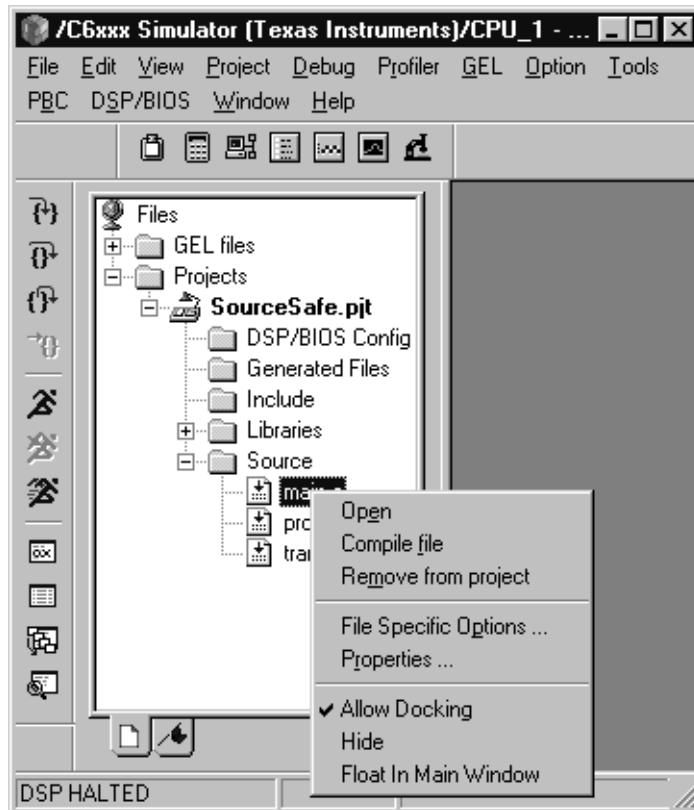 /C6xxx Simulator (Texas Instruments)/CPU_1 - ...
File Edit View Project Debug Profiler GEL Option Tools
PBC DSP/BIOS Window Help
Files
GEL files
Projects
SourceSafe.pjt
DSP/BIOS Config
Generated Files
Include
Libraries
Source
Open
Compile file
Remove from project
File Specific Options ...
Properties ...
Allow Docking
Hide
Float In Main Window
DSP HALTED